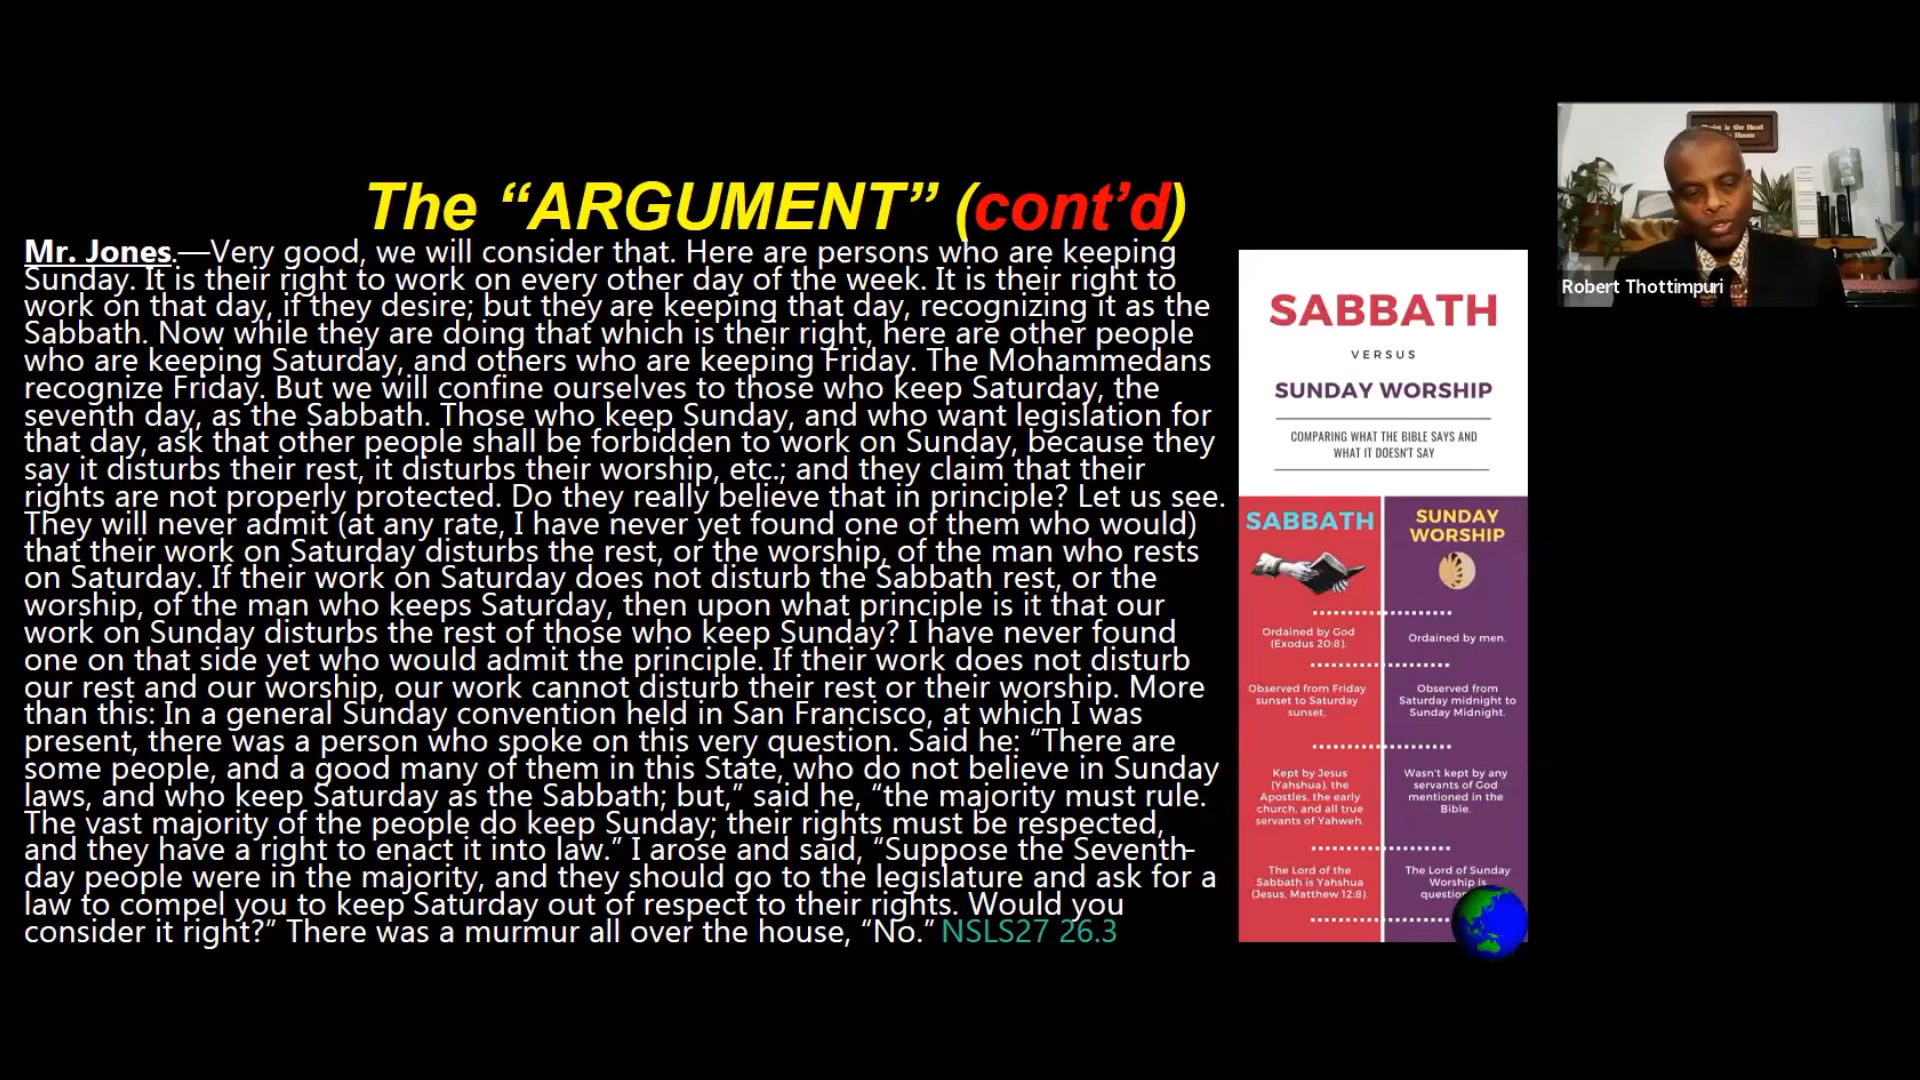 The “ARGUMENT” (cont’d)
Mr. Jones.—Very good, we will consider that. Here are persons who are keeping
Sunday. It is their right to work on every other day of the week. It is their right to
work on that day, if they desire; but they are keeping that day, recognizing it as the
Sabbath. Now while they are doing that which is their right, here are other people
who are keeping Saturday, and others who are keeping Friday. The Mohammedans
recognize Friday. But we will confine ourselves to those who keep Saturday, the
seventh day, as the Sabbath. Those who keep Sunday, and who want legislation for
that day, ask that other people shall be forbidden to work on Sunday, because they
say it disturbs their rest, it disturbs their worship, etc.; and they claim that their
rights are not properly protected. Do they really believe that in principle? Let us see.
They will never admit (at any rate, I have never yet found one of them who would)
that their work on Saturday disturbs the rest, or the worship, of the man who rests
on Saturday. If their work on Saturday does not disturb the Sabbath rest, or the
worship, of the man who keeps Saturday, then upon what principle is it that our
work on Sunday disturbs the rest of those who keep Sunday? I have never found
one on that side yet who would admit the principle. If their work does not disturb
our rest and our worship, our work cannot disturb their rest or their worship. More
than this: In a general Sunday convention held in San Francisco, at which I was
present, there was a person who spoke on this very question. Said he: “There are
some people, and a good many of them in this State, who do not believe in Sunday
laws, and who keep Saturday as the Sabbath; but,” said he, “the majority must rule.
The vast majority of the people do keep Sunday; their rights must be respected,
and they have a right to enact it into law.” I arose and said, “Suppose the Seventh-
day people were in the majority, and they should go to the legislature and ask for a
law to compel you to keep Saturday out of respect to their rights. Would you
consider it right?” There was a murmur all over the house, “No.” NSLS27 26.3
SABBATH
VERSUS
SUNDAY WORSHIP
COMPARING WHAT THE BIBLE SAYS AND
WHAT IT DOESN'T SAY
SABBATH
Ordained by God
(Exodus 20:8).
Observed from Friday
sunset to Saturday
sunset.
Kept by Jesus
(Yahshua), the
Apostles, the early
church, and all true
servants of Yahweh.
The Lord of the
Sabbath is Yahshua
(Jesus, Matthew 12:8).
SUNDAY
WORSHIP
Ordained by men.
Observed from
Saturday midnight to
Sunday Midnight.
Wasn't kept by any
servants of God
mentioned in the
Bible.
The Lord of Sunday
Worship is
is the Head
House
Robert Thottimpuri